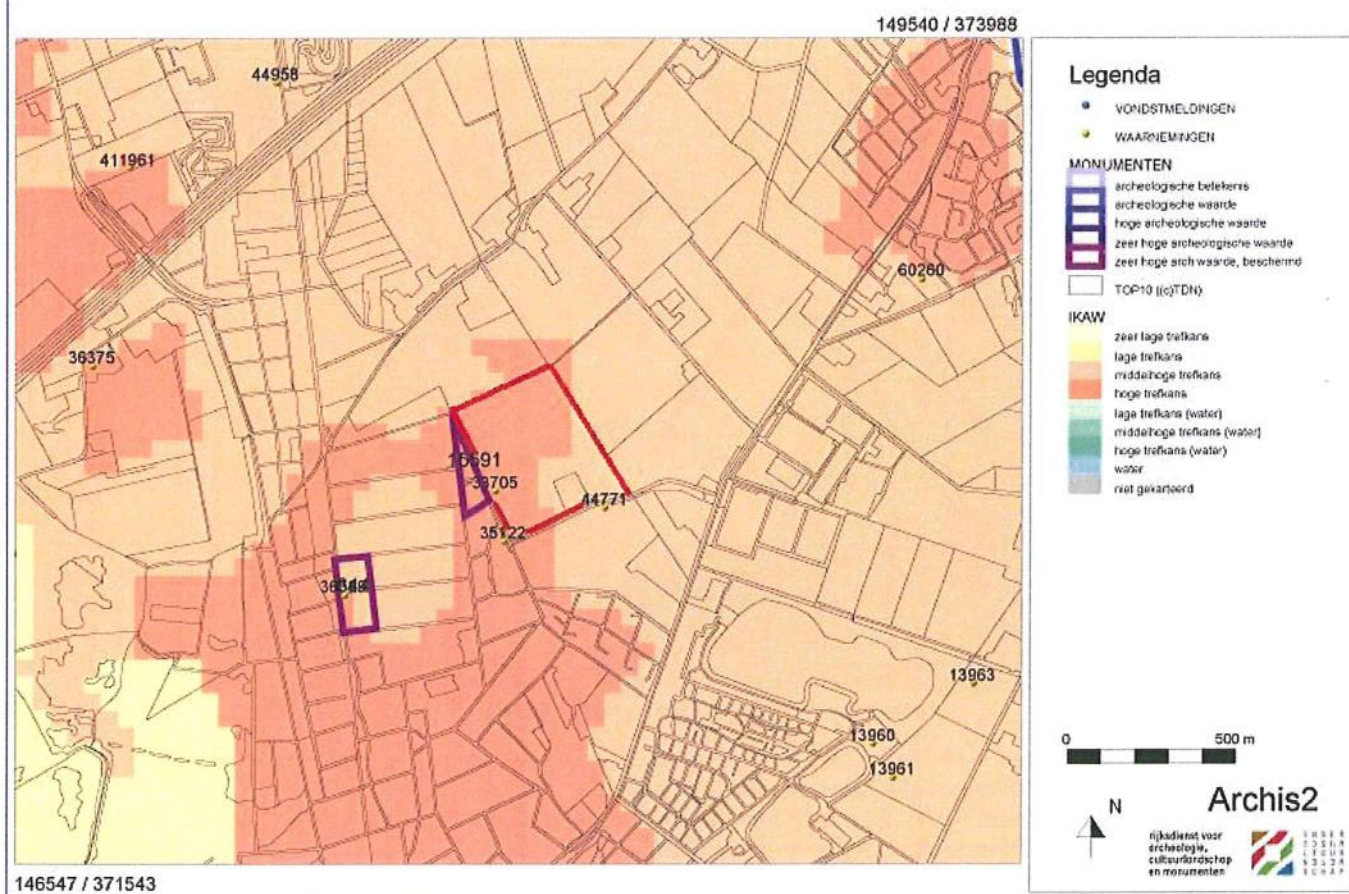 149540 / 373988
44958
411961
60260
36375
15591
44771
35122
13963
13960
13961
146547 / 371543
Legenda
VONDSTMELDINGEN
WAARNEMINGEN
MONUMENTEN
archeologische betekenis
archeologische waarde
hoge archeologische waarde
zeer hoge archeologische waarde
zeer hoge arch waarde, beschermd
TOP10 ((c)TDN)
IKAW
zeer lage trefkans
lage trefkans
middelhoge trefkans
hoge trefkans
lage trefkans (water)
middelhoge trefkans (water)
hoge trefkans (water)
water
niet gekarteerd
0 500 m
N
Archis2
rijksdienst voor
archeologie,
cultuurlandschap
en monumenten